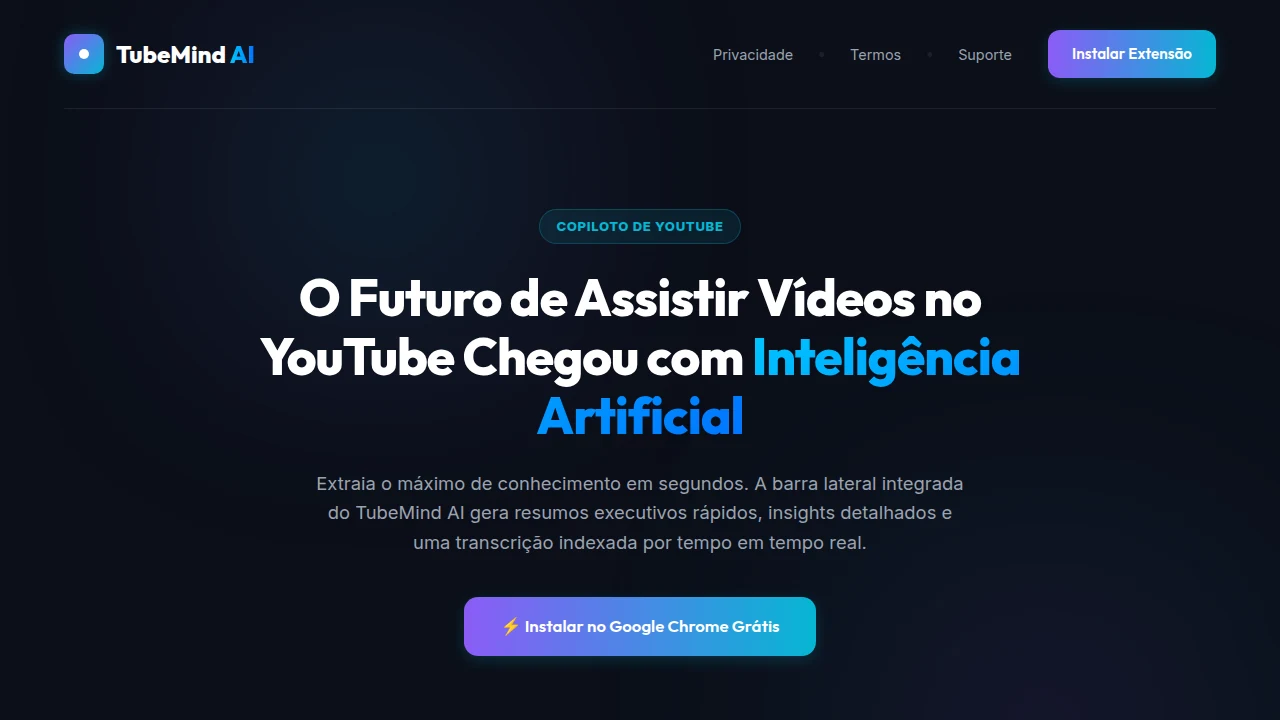 TubeMind AI
Privacidade • Termos • Suporte
Instalar Extensão
COPILOTO DE YOUTUBE
O Futuro de Assistir Vídeos no
YouTube Chegou com Inteligência
Artificial
Extraia o máximo de conhecimento em segundos. A barra lateral integrada
do TubeMind AI gera resumos executivos rápidos, insights detalhados e
uma transcrição indexada por tempo em tempo real.
⚡ Instalar no Google Chrome Grátis